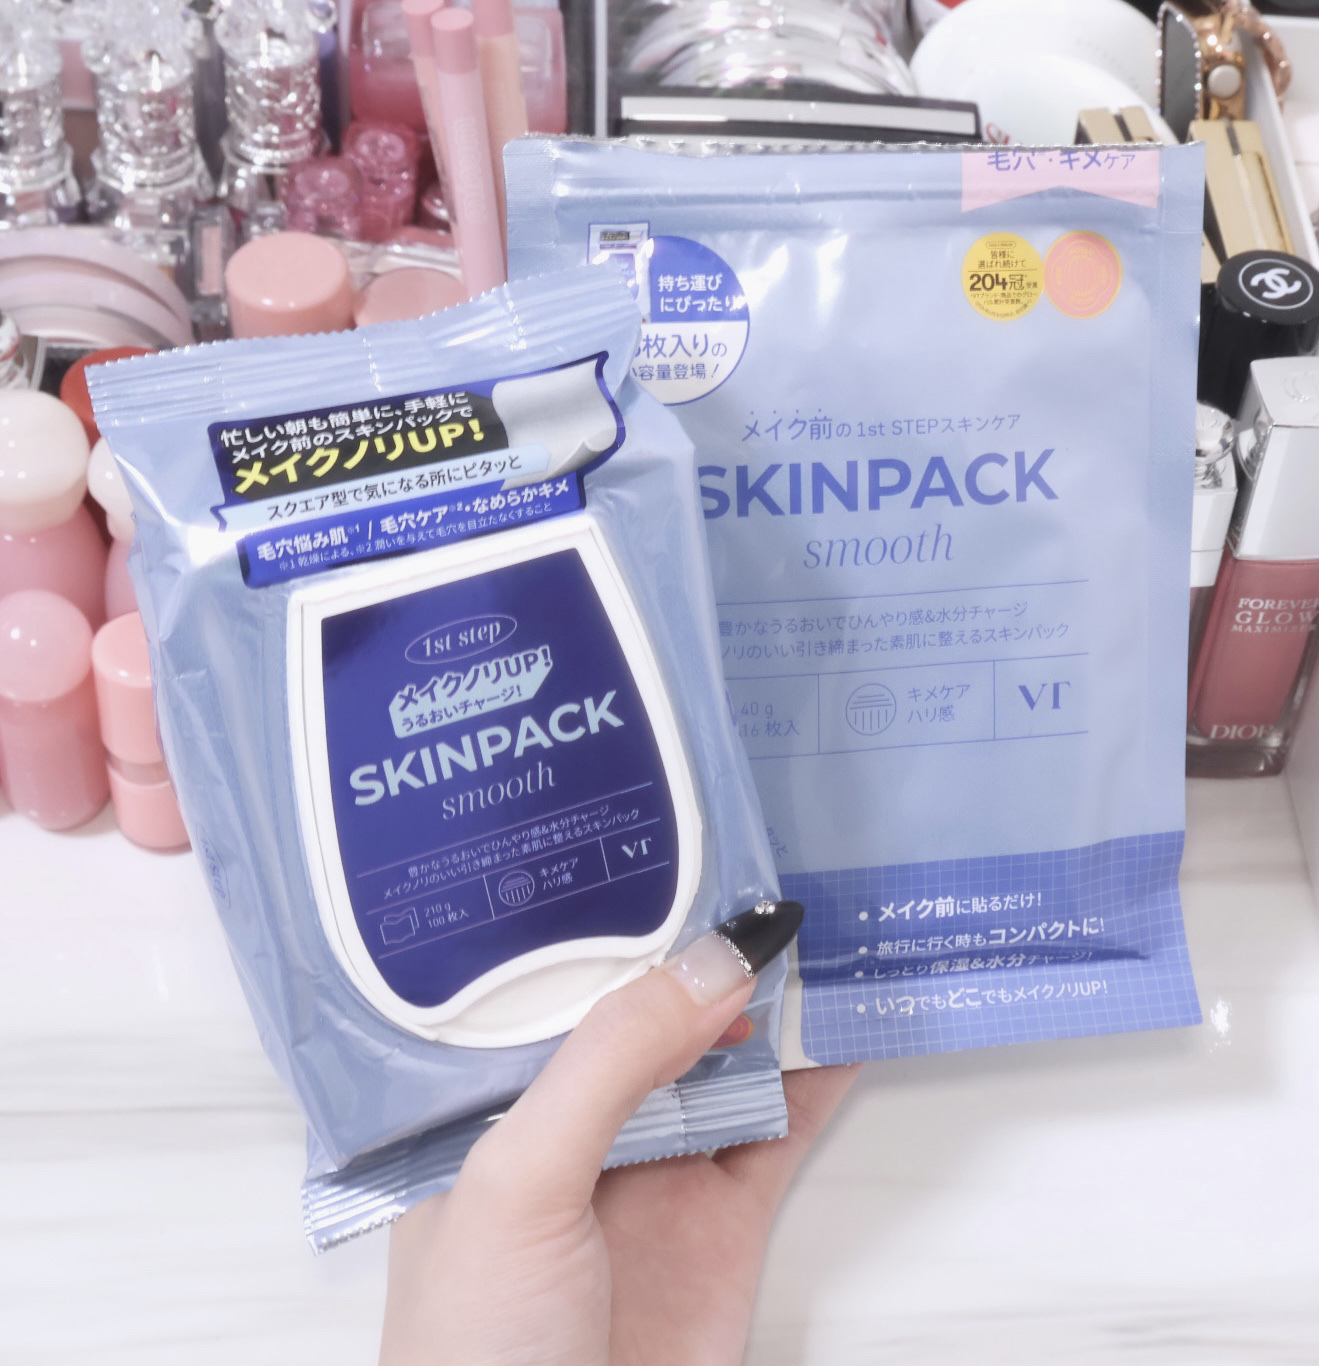 忙しい朝も簡単に、手軽に
メイク前のスキンパックで
メイクノリUP!
スクエア型で気になる所にピタッと
毛穴悩み肌※1 / 毛穴ケア※2・なめらかキメ
※1 乾燥による、※2 潤いを与えて毛穴を目立たなくすること
1st step
メイクノリUP!
うるおいチャージ!
SKINPACK
smooth
豊かなうるおいでひんやり感&水分チャージ
メイクノリのいい引き締まった素肌に整えるスキンパック
210 g
100 枚入
キメケア
ハリ感
VT
毛穴・キメケア
持ち運び
にぴったり
枚入りの
容量登場!
皆様に
選ばれ続けて
204冠
メイク前の1st STEPスキンケア
SKINPACK
smooth
豊かなうるおいでひんやり感&水分チャージ
ノリのいい引き締まった素肌に整えるスキンパック
40 g
16 枚入
キメケア
ハリ感
VT
• メイク前に貼るだけ!
• 旅行に行く時もコンパクトに!
• しっとり保湿&水分チャージ!
• いつでもどこでもメイクノリUP!
FOREVER
GLOW
MAXIMIZER
DIOR